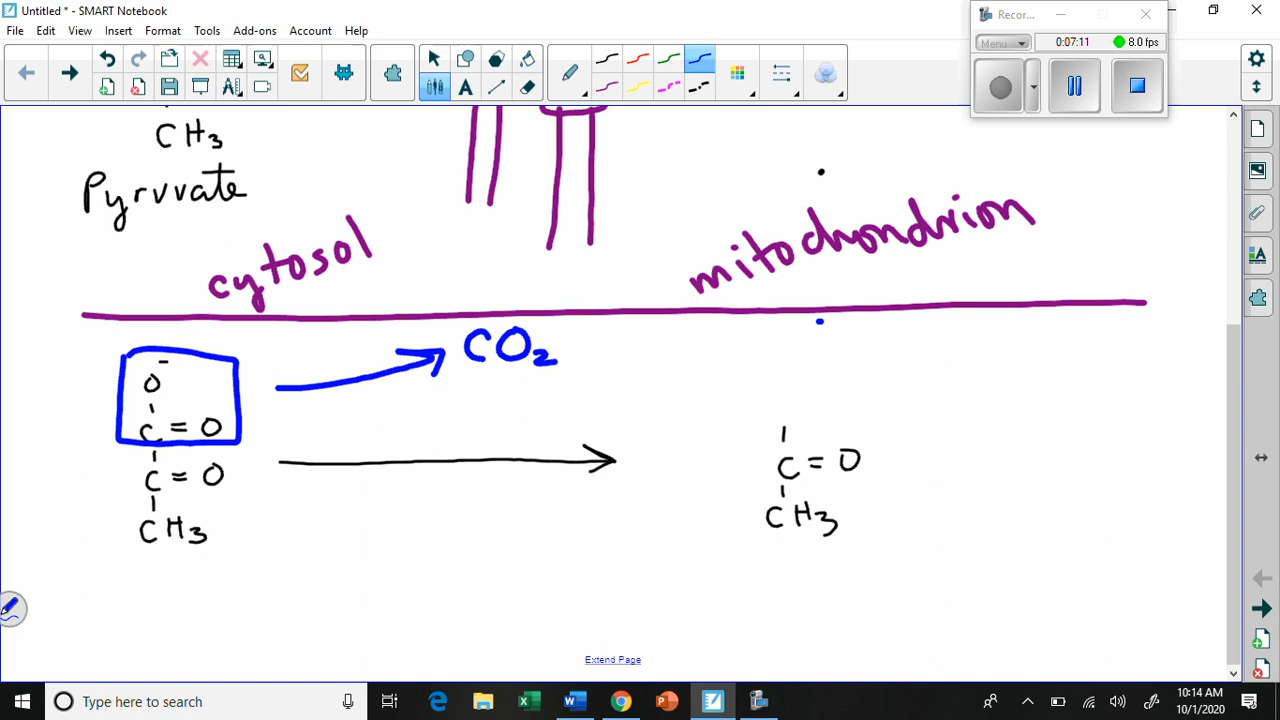 Untitled * - SMART Notebook
File Edit View Insert Format Tools Add-ons Account Help
Recor...
Menu
0:07:11
8.0 fps
CH3
Pyruvate
cytosol
mitochondrion
CO2
-
O
C = O
C = O
CH3
C = O
CH3
Extend Page
Type here to search
10:14 AM
10/1/2020